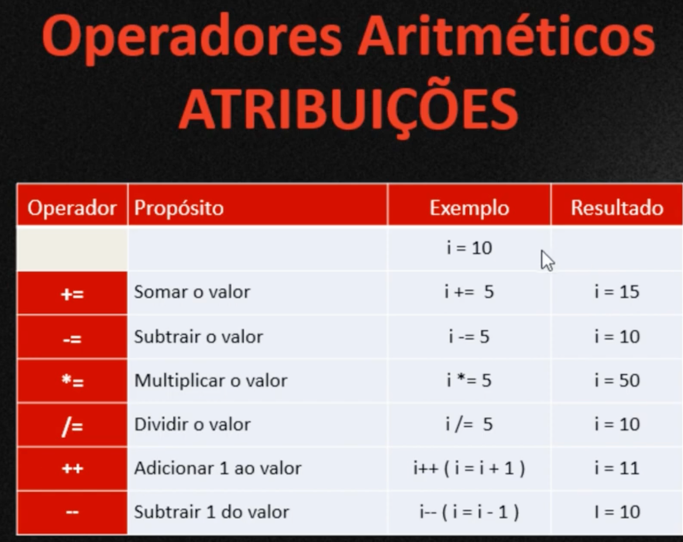 Operadores Aritméticos
ATRIBUIÇÕES
Operador Propósito Exemplo Resultado
i = 10
+= Somar o valor i += 5 i = 15
-= Subtrair o valor i -= 5 i = 10
*= Multiplicar o valor i *= 5 i = 50
/= Dividir o valor i /= 5 i = 10
++ Adicionar 1 ao valor i++ ( i = i + 1 ) i = 11
-- Subtrair 1 do valor i-- ( i = i - 1 ) I = 10